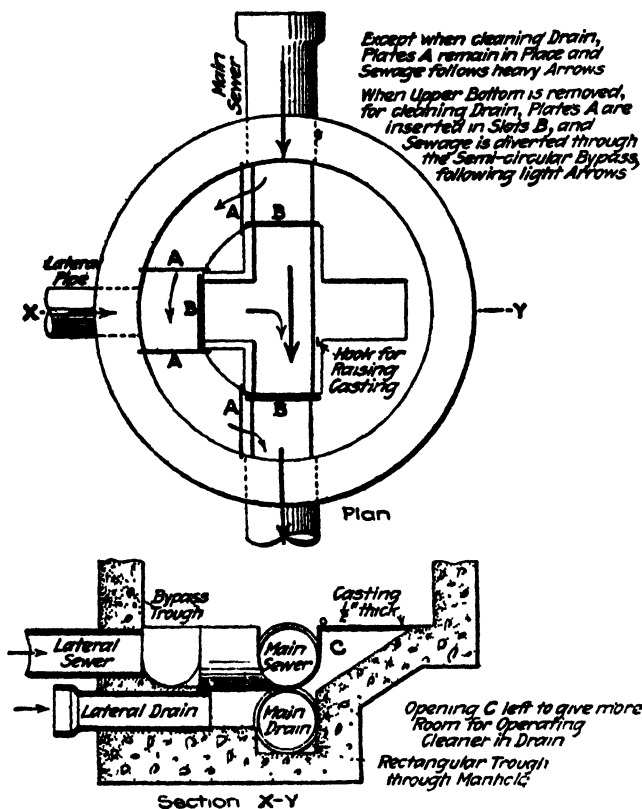 Except when cleaning Drain,
Plates A remain in Place and
Sewage follows heavy Arrows
When Upper Bottom is removed,
for cleaning Drain, Plates A are
inserted in Slots B, and
Sewage is diverted through
the Semi-circular Bypass,
following light Arrows
Main
Sewer
A
B
A
Lateral
Pipe
X
B
Y
A
Hook for
Raising
Casting
A
B
Plan
Bypass
Trough
Casting
1/2" thick
Lateral
Sewer
Main
Sewer
C
Lateral Drain
Main
Drain
Opening C left to give more
Room for Operating
Cleaner in Drain
Rectangular Trough
through Manhole
Section X-Y